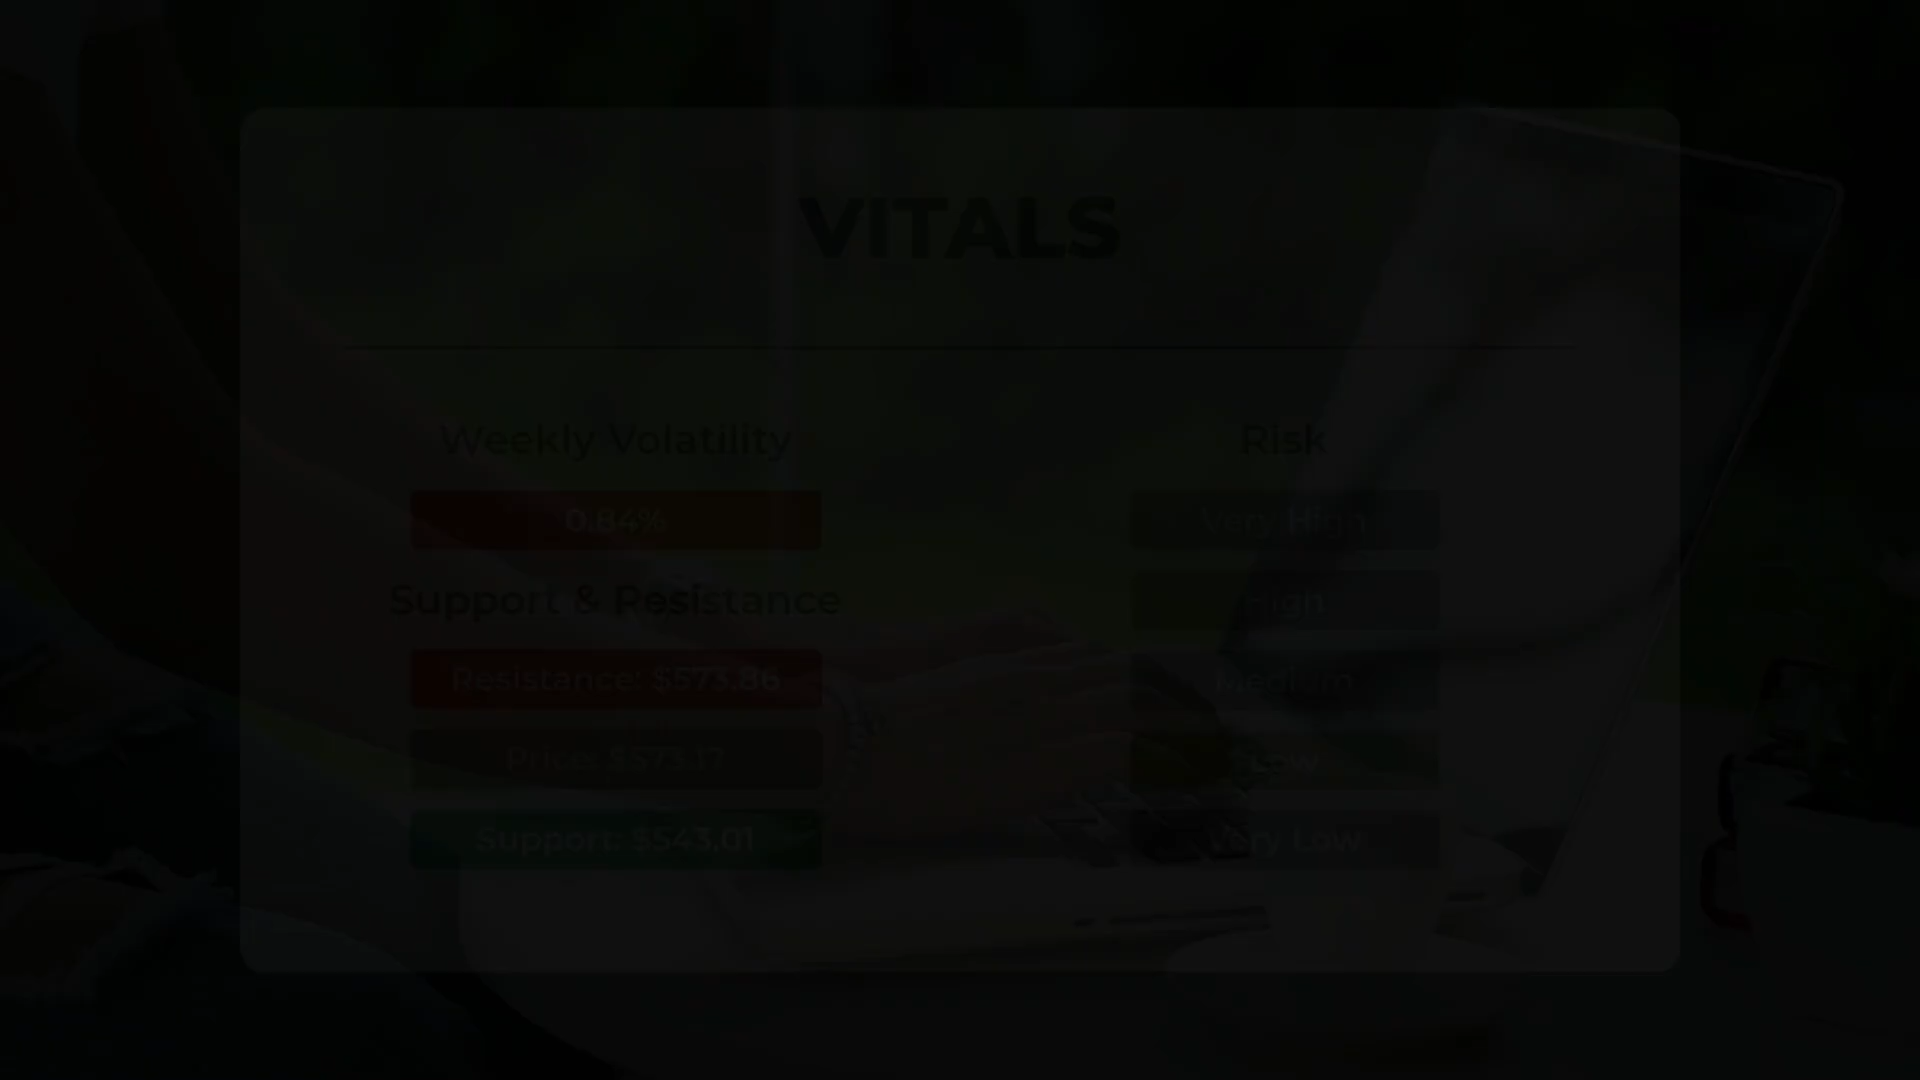 VITALS
Weekly Volatility
0.84%
Support & Resistance
Resistance: $573.86
Price: $573.17
Support: $543.01
Risk
Very High
High
Medium
Low
Very Low